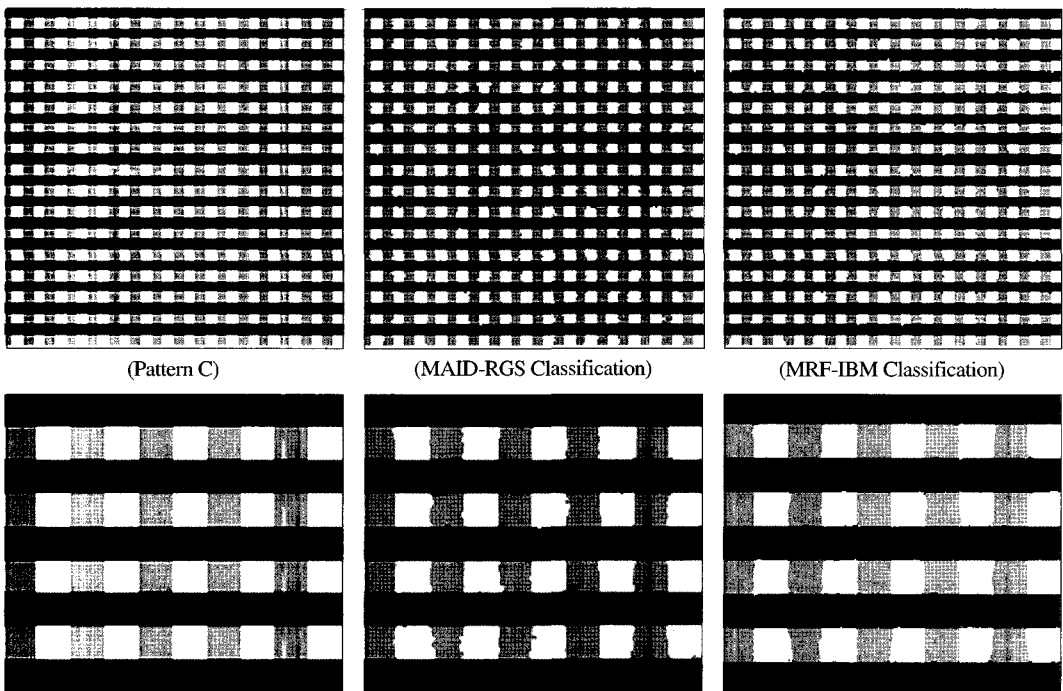 (Pattern C)
(MAID-RGS Classification)
(MRF-IBM Classification)